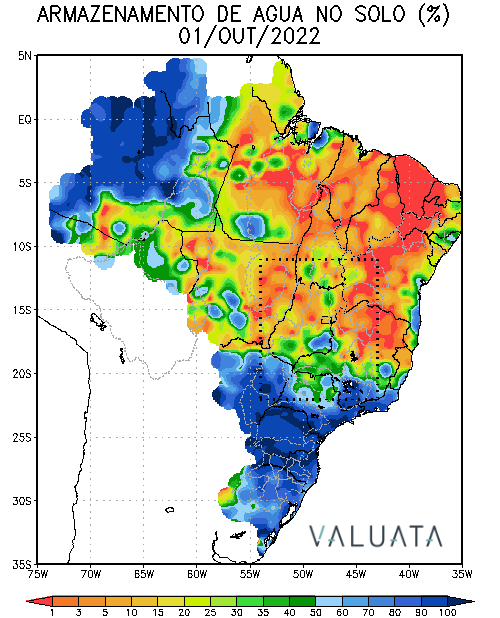 ARMAZENAMENTO DE AGUA NO SOLO (%)
01/OUT/2022
5N
EQ
5S
10S
15S
20S
25S
30S
35S
VALUATA
75W 70W 65W 60W 55W 50W 45W 40W 35W
1 3 5 10 15 20 25 30 35 40 50 60 70 80 90 100